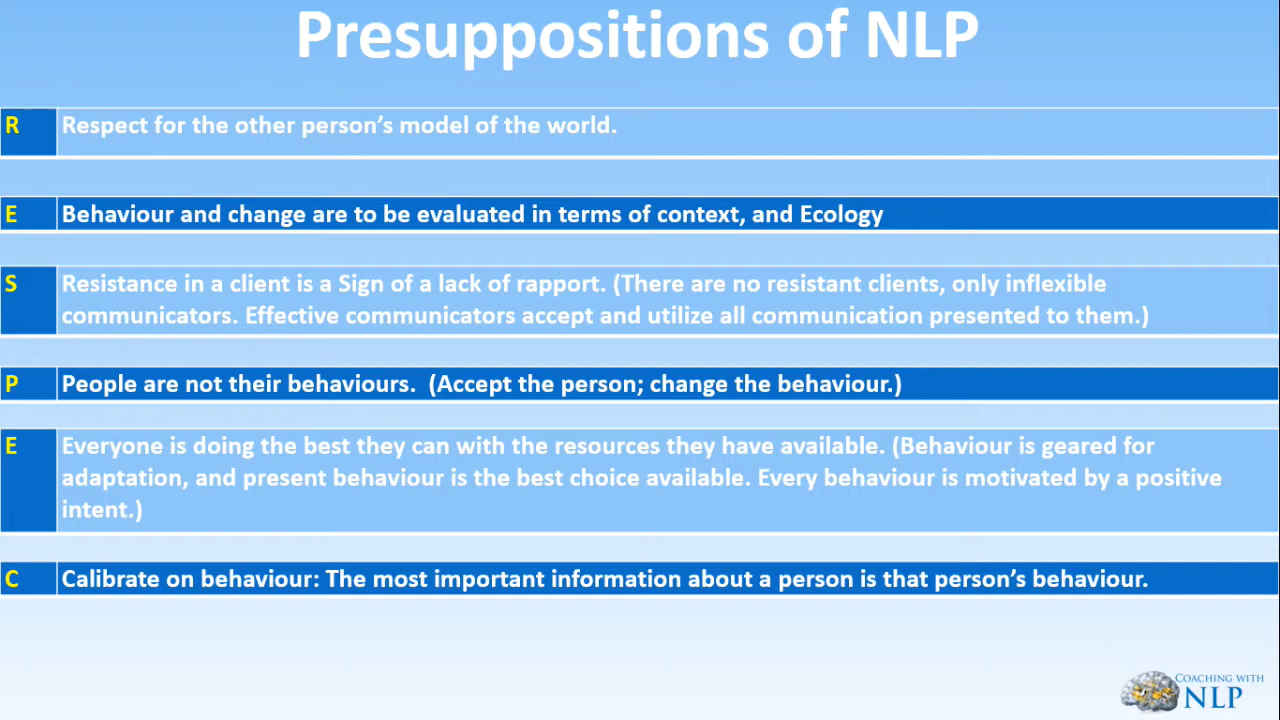 Presuppositions of NLP
R Respect for the other person’s model of the world.
E Behaviour and change are to be evaluated in terms of context, and Ecology
S Resistance in a client is a Sign of a lack of rapport. (There are no resistant clients, only inflexible
communicators. Effective communicators accept and utilize all communication presented to them.)
P People are not their behaviours.  (Accept the person; change the behaviour.)
E Everyone is doing the best they can with the resources they have available. (Behaviour is geared for
adaptation, and present behaviour is the best choice available. Every behaviour is motivated by a positive
intent.)
C Calibrate on behaviour: The most important information about a person is that person’s behaviour.
COACHING WITH
NLP